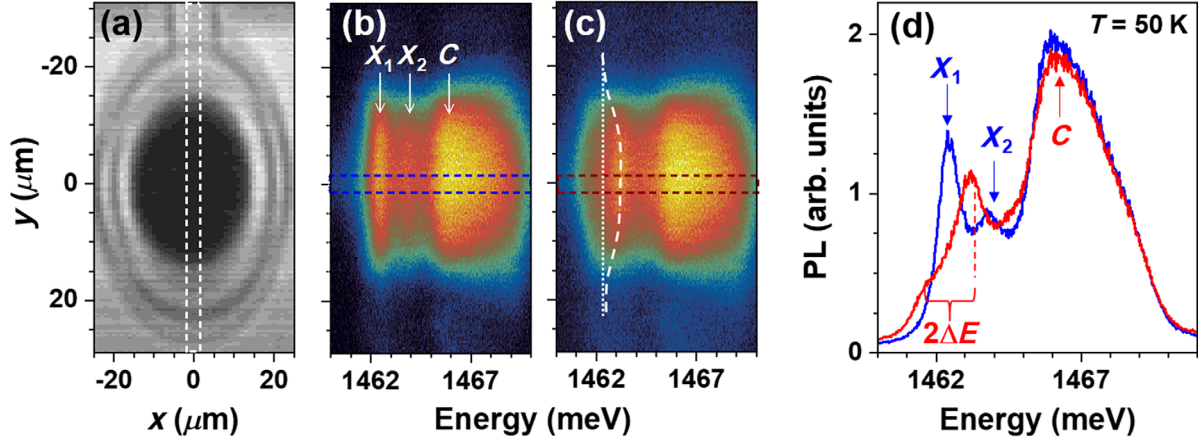 (a)
(b)
(c)
(d)
T = 50 K
X1
X2
C
X1
X2
C
2ΔE
-20
0
20
y (μm)
-20
0
20
x (μm)
1462
1467
1462
1467
Energy (meV)
2
1
0
PL (arb. units)
1462
1467
Energy (meV)